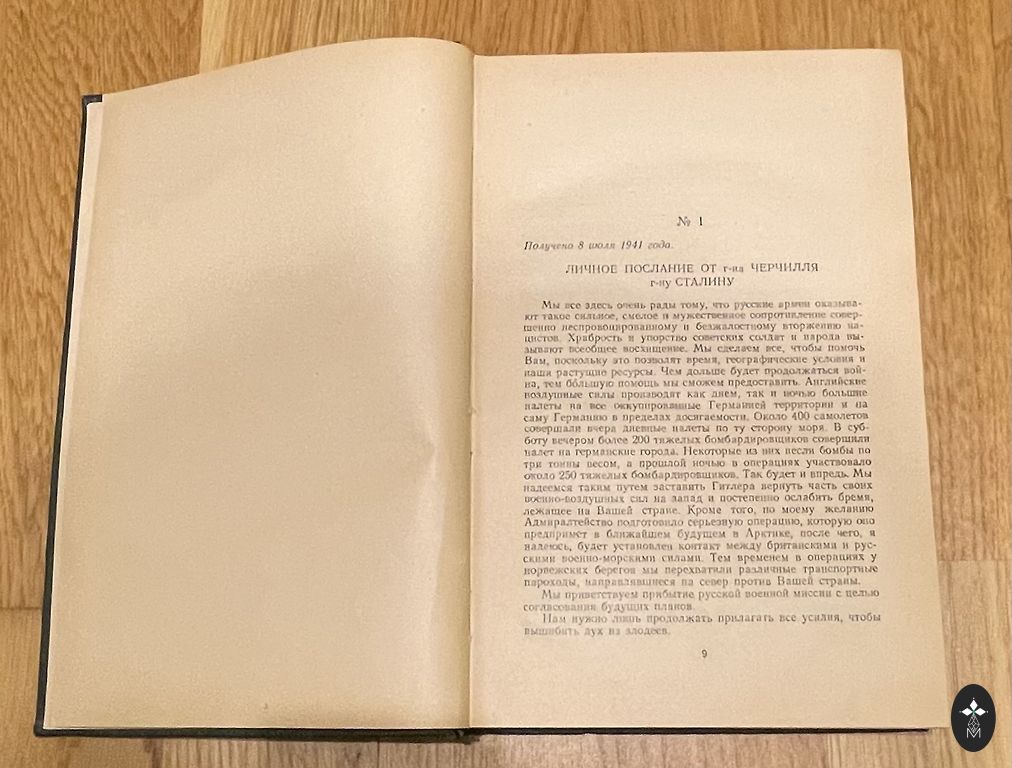 № 1
Получено 8 июля 1941 года.
ЛИЧНОЕ ПОСЛАНИЕ ОТ г-на ЧЕРЧИЛЛЯ
г-ну СТАЛИНУ
Мы все здесь очень рады тому, что русские армии оказыва-
ют такое сильное, смелое и мужественное сопротивление совер-
шенно неспровоцированному и безжалостному вторжению на-
цистов. Храбрость и упорство советских солдат и народа вы-
зывают всеобщее восхищение. Мы сделаем все, чтобы помочь
Вам, поскольку это позволят время, географические условия и
наши растущие ресурсы. Чем дольше будет продолжаться вой-
на, тем бо́льшую помощь мы сможем предоставить. Английские
воздушные силы производят как днем, так и ночью большие
налеты на все оккупированные Германией территории и на
саму Германию в пределах досягаемости. Около 400 самолетов
совершали вчера дневные налеты по ту сторону моря. В суб-
боту вечером более 200 тяжелых бомбардировщиков совершили
налет на германские города. Некоторые из них несли бомбы по
три тонны весом, а прошлой ночью в операциях участвовало
около 250 тяжелых бомбардировщиков. Так будет и впредь. Мы
надеемся таким путем заставить Гитлера вернуть часть своих
военно-воздушных сил на запад и постепенно ослабить бремя,
лежащее на Вашей стране. Кроме того, по моему желанию
Адмиралтейство подготовило серьезную операцию, которую оно
предпримет в ближайшем будущем в Арктике, после чего, я
надеюсь, будет установлен контакт между британскими и рус-
скими военно-морскими силами. Тем временем в операциях у
норвежских берегов мы перехватили различные транспортные
пароходы, направлявшиеся на север против Вашей страны.
Мы приветствуем прибытие русской военной миссии с целью
согласования будущих планов.
Нам нужно лишь продолжать прилагать все усилия, чтобы
вышибить дух из злодеев.
9
M